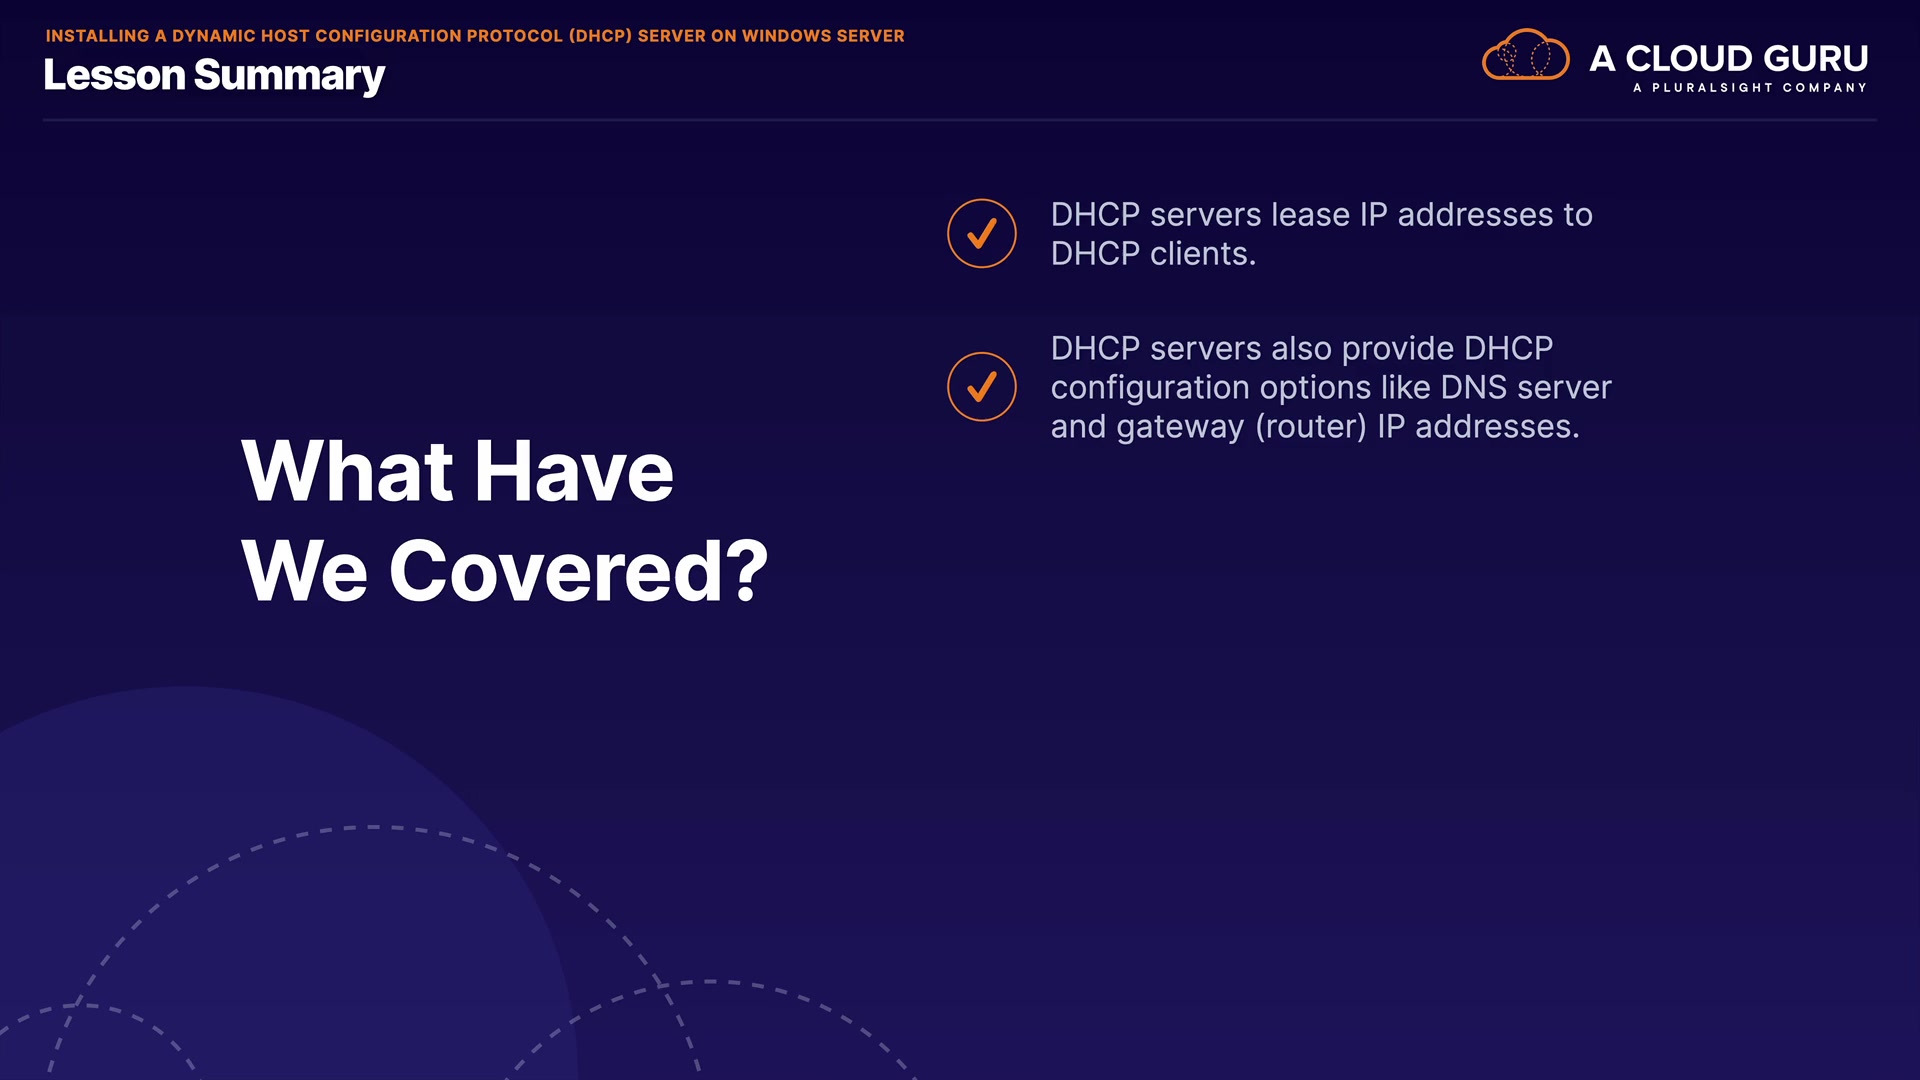 INSTALLING A DYNAMIC HOST CONFIGURATION PROTOCOL (DHCP) SERVER ON WINDOWS SERVER
Lesson Summary
A CLOUD GURU
A PLURALSIGHT COMPANY
What Have
We Covered?
DHCP servers lease IP addresses to
DHCP clients.
DHCP servers also provide DHCP
configuration options like DNS server
and gateway (router) IP addresses.